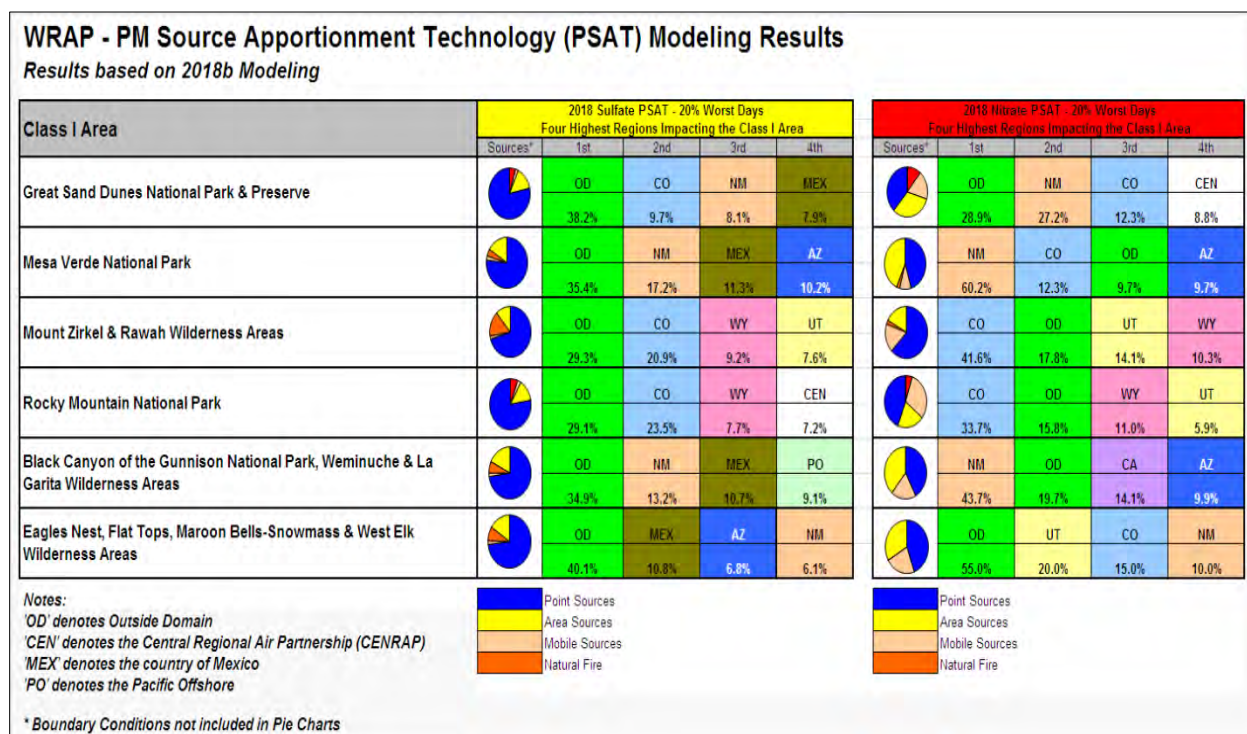 WRAP - PM Source Apportionment Technology (PSAT) Modeling Results
Results based on 2018b Modeling
Class I Area
2018 Sulfate PSAT - 20% Worst Days
Four Highest Regions Impacting the Class I Area
Sources* 1st 2nd 3rd 4th
2018 Nitrate PSAT - 20% Worst Days
Four Highest Regions Impacting the Class I Area
Sources* 1st 2nd 3rd 4th
Great Sand Dunes National Park & Preserve
OD CO NM MEX
38.2% 9.7% 8.1% 7.9%
OD NM CO CEN
28.9% 27.2% 12.3% 8.8%
Mesa Verde National Park
OD NM MEX AZ
35.4% 17.2% 11.3% 10.2%
NM CO OD AZ
60.2% 12.3% 9.7% 9.7%
Mount Zirkel & Rawah Wilderness Areas
OD CO WY UT
29.3% 20.9% 9.2% 7.6%
CO OD UT WY
41.6% 17.8% 14.1% 10.3%
Rocky Mountain National Park
OD CO WY CEN
29.1% 23.5% 7.7% 7.2%
CO OD WY UT
33.7% 15.8% 11.0% 5.9%
Black Canyon of the Gunnison National Park, Weminuche & La
Garita Wilderness Areas
OD NM MEX PO
34.9% 13.2% 10.7% 9.1%
NM OD CA AZ
43.7% 19.7% 14.1% 9.9%
Eagles Nest, Flat Tops, Maroon Bells-Snowmass & West Elk
Wilderness Areas
OD MEX AZ NM
40.1% 10.8% 6.8% 6.1%
OD UT CO NM
55.0% 20.0% 15.0% 10.0%
Notes:
'OD' denotes Outside Domain
'CEN' denotes the Central Regional Air Partnership (CENRAP)
'MEX' denotes the country of Mexico
'PO' denotes the Pacific Offshore
* Boundary Conditions not included in Pie Charts
Point Sources
Area Sources
Mobile Sources
Natural Fire
Point Sources
Area Sources
Mobile Sources
Natural Fire